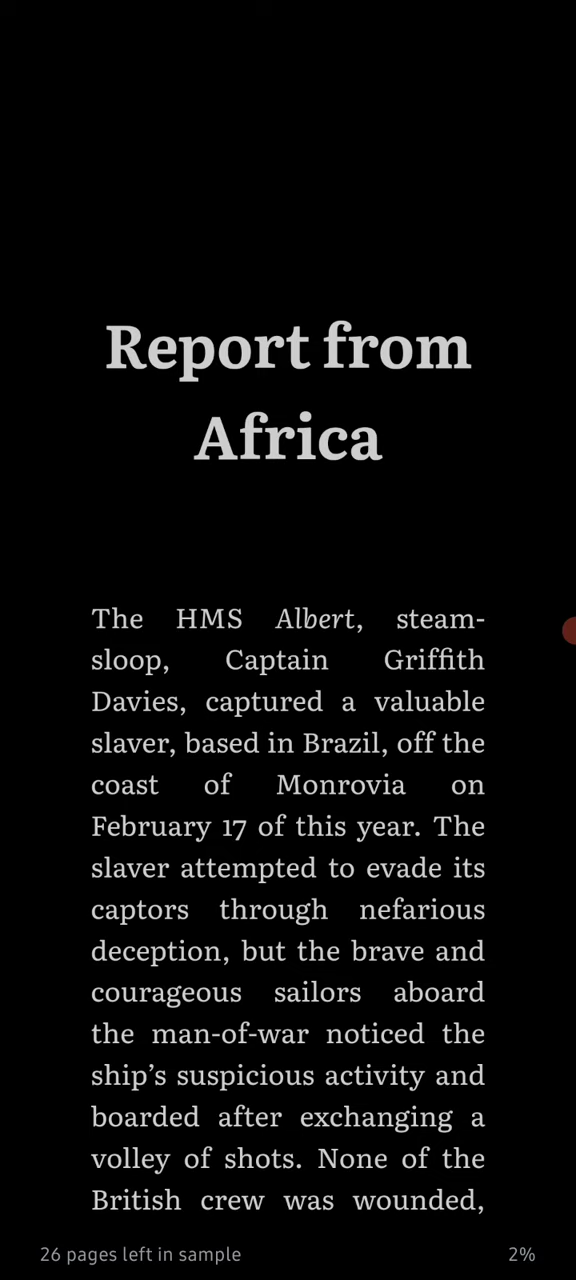 Report from
Africa
The HMS Albert, steam-
sloop, Captain Griffith
Davies, captured a valuable
slaver, based in Brazil, off the
coast of Monrovia on
February 17 of this year. The
slaver attempted to evade its
captors through nefarious
deception, but the brave and
courageous sailors aboard
the man-of-war noticed the
ship’s suspicious activity and
boarded after exchanging a
volley of shots. None of the
British crew was wounded,
26 pages left in sample
2%